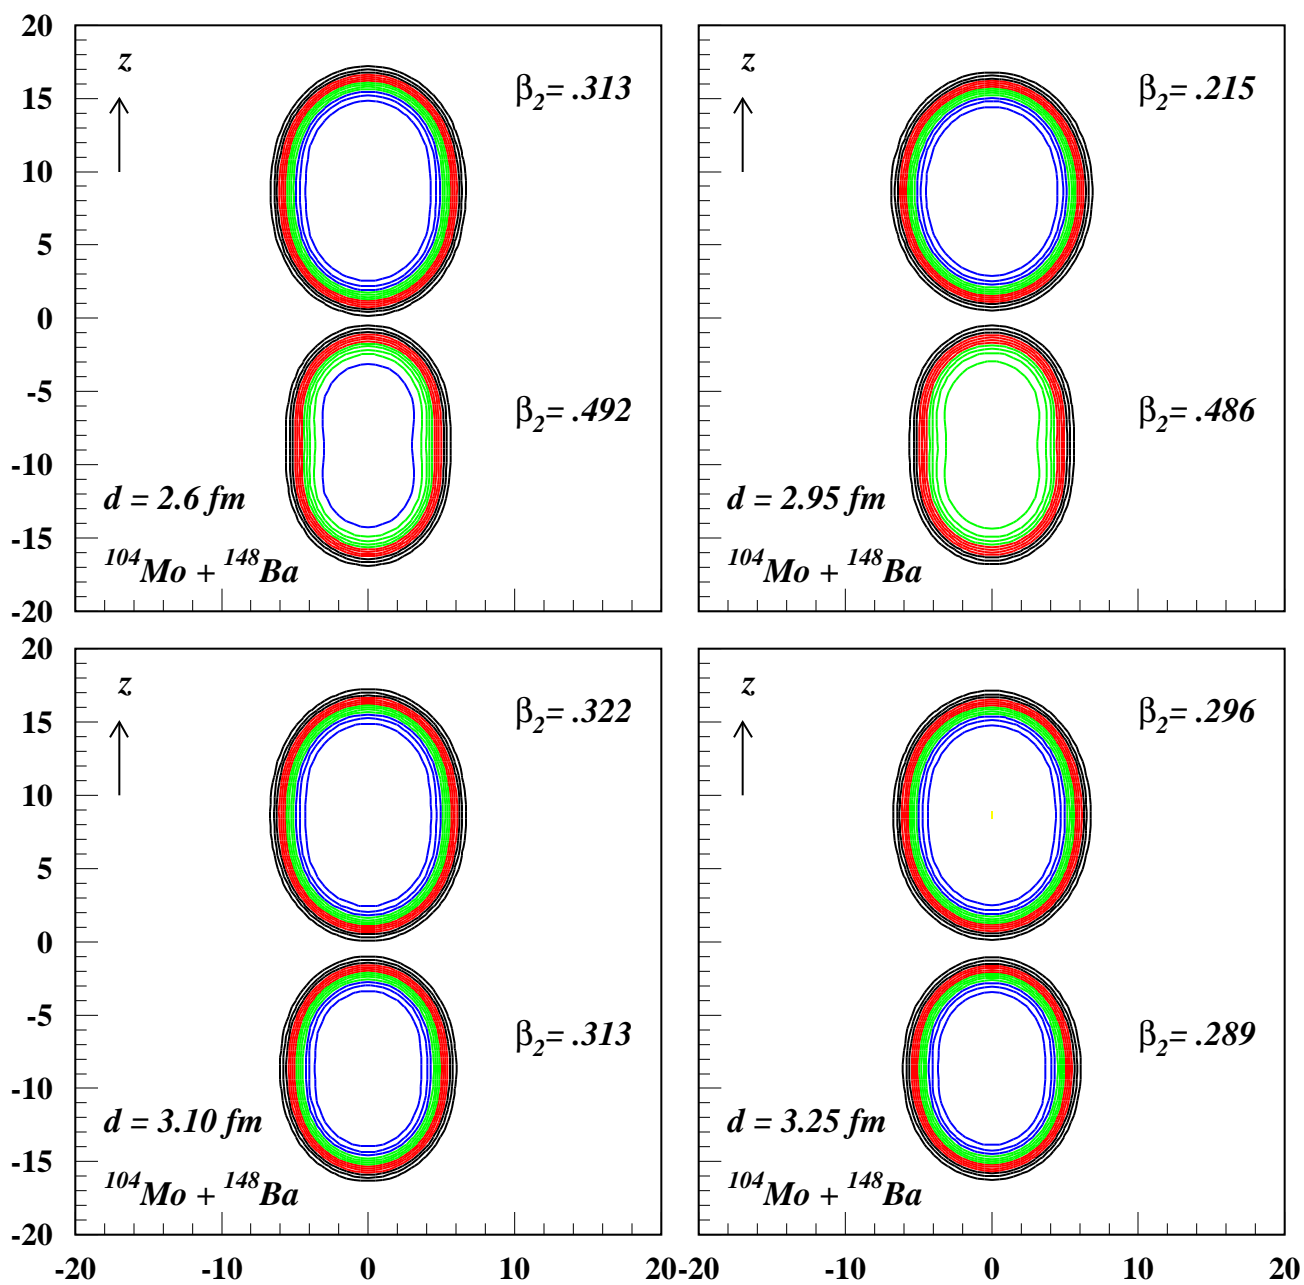 20
15
10
5
0
-5
-10
-15
-20
z
β2= .313
β2= .492
d = 2.6 fm
104Mo + 148Ba
z
β2= .215
β2= .486
d = 2.95 fm
104Mo + 148Ba
20
15
10
5
0
-5
-10
-15
-20
z
β2= .322
β2= .313
d = 3.10 fm
104Mo + 148Ba
z
β2= .296
β2= .289
d = 3.25 fm
104Mo + 148Ba
-20 -10 0 10 20 -20 -10 0 10 20